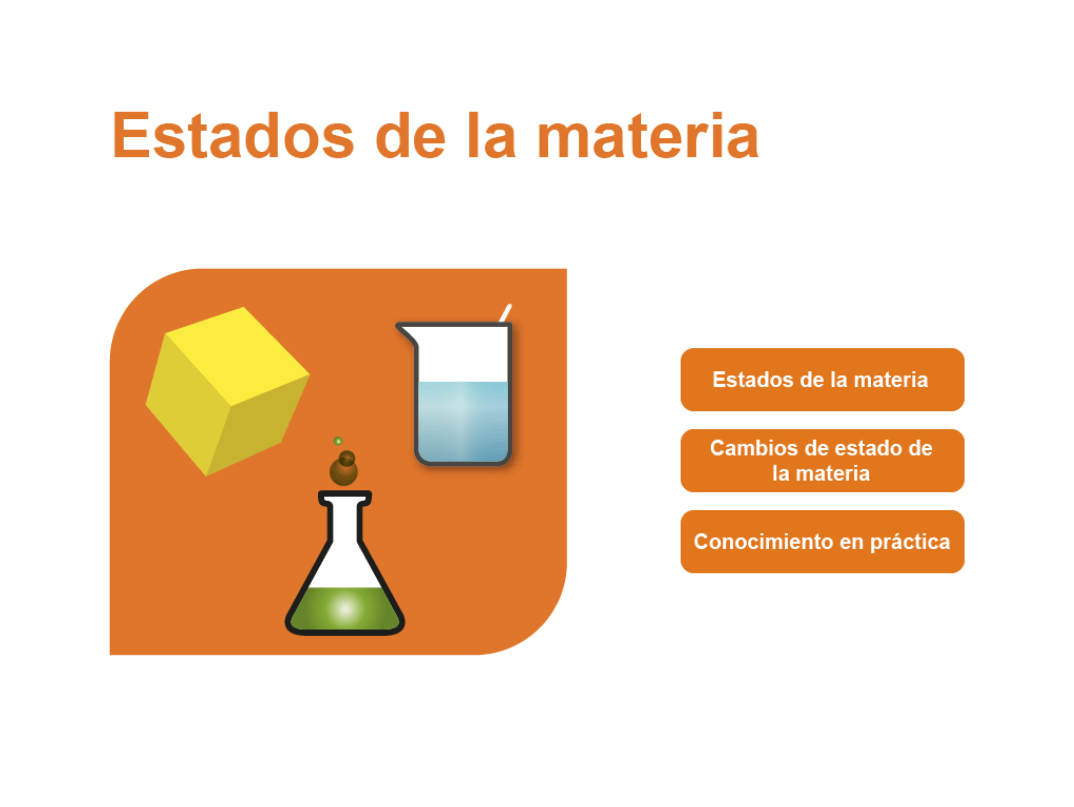 Estados de la materia
Estados de la materia
Cambios de estado de
la materia
Conocimiento en práctica